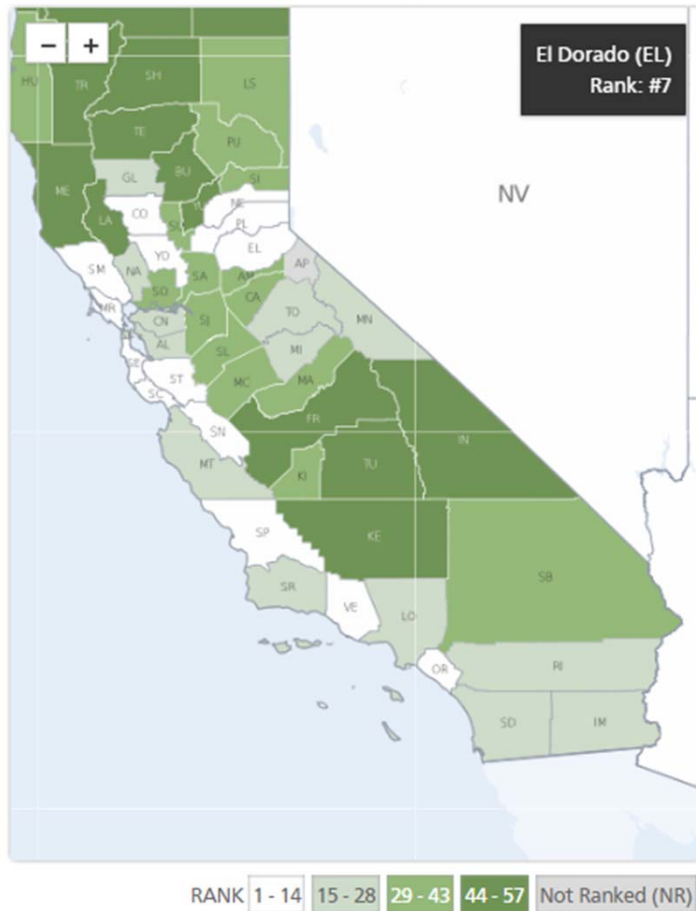 − +
El Dorado (EL)
Rank: #7
HU
TR
SH
LS
TE
PU
ME
GL
BU
SI
LA
CO
NE
PL
NV
YO
EL
SM
NA
SA
AM
AP
SO
CA
MR
CN
SJ
TO
MN
AL
SL
MI
ST
MC
MA
SC
SN
FR
IN
MT
KI
TU
SP
KE
SB
SR
VE
LO
OR
RI
SD
IM
RANK 1 - 14 15 - 28 29 - 43 44 - 57 Not Ranked (NR)